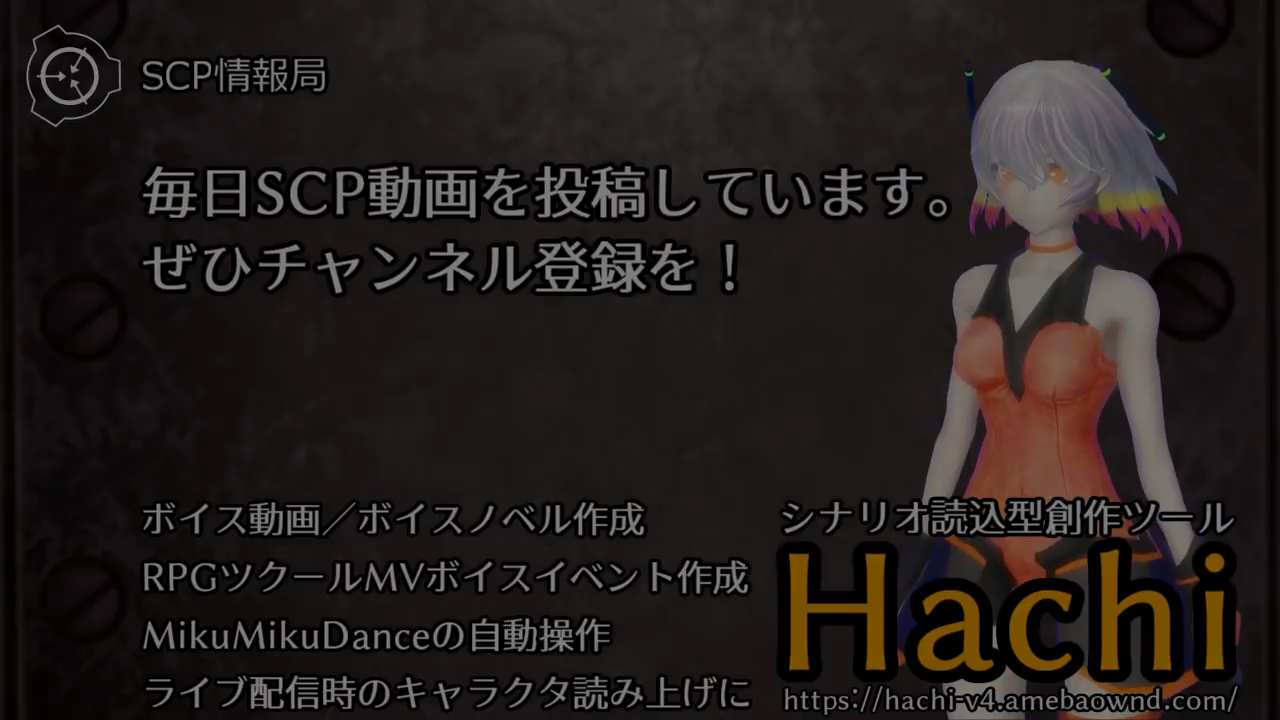 SCP情報局
毎日SCP動画を投稿しています。
ぜひチャンネル登録を！
ボイス動画／ボイスノベル作成
RPGツクールMVボイスイベント作成
MikuMikuDanceの自動操作
ライブ配信時のキャラクタ読み上げに
シナリオ読込型創作ツール
Hachi
https://hachi-v4.amebaownd.com/